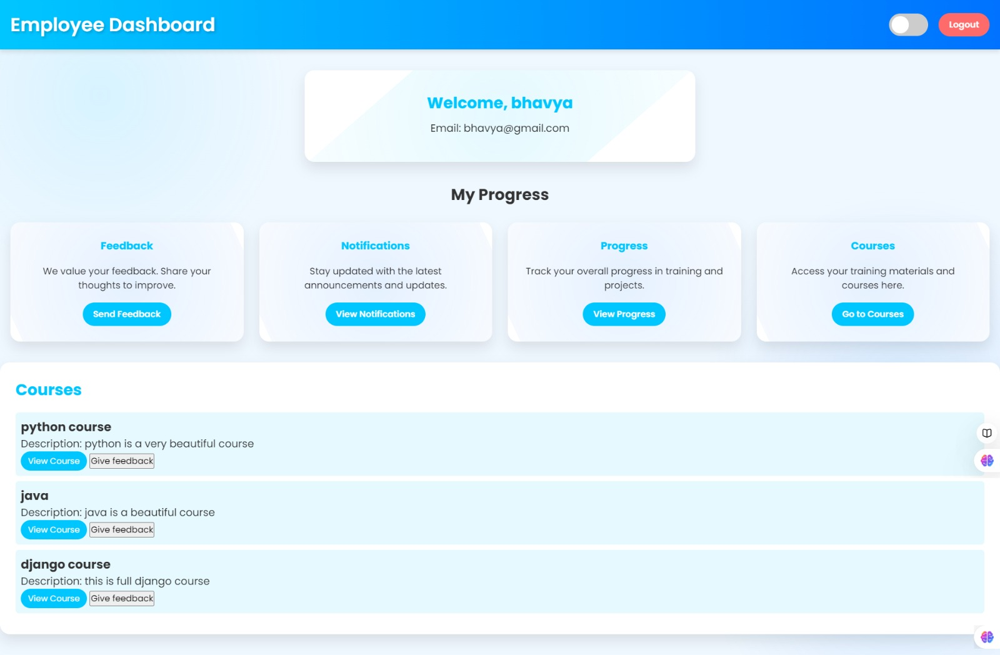 Employee Dashboard
Logout
Welcome, bhavya
Email: bhavya@gmail.com
My Progress
Feedback
We value your feedback. Share your
thoughts to improve.
Send Feedback
Notifications
Stay updated with the latest
announcements and updates.
View Notifications
Progress
Track your overall progress in training and
projects.
View Progress
Courses
Access your training materials and
courses here.
Go to Courses
Courses
python course
Description: python is a very beautiful course
View Course Give feedback
java
Description: java is a beautiful course
View Course Give feedback
django course
Description: this is full django course
View Course Give feedback